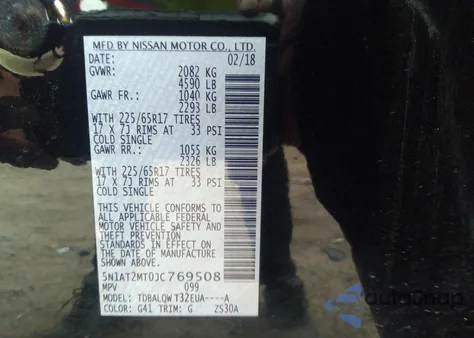 MFD BY NISSAN MOTOR CO., LTD.
DATE: 02/18
GVWR: 2082 KG
4590 LB
GAWR FR.: 1040 KG
2293 LB
WITH 225/65R17 TIRES
17 X 7J RIMS AT 33 PSI
COLD SINGLE
GAWR RR.: 1055 KG
2326 LB
WITH 225/65R17 TIRES
17 X 7J RIMS AT 33 PSI
COLD SINGLE
THIS VEHICLE CONFORMS TO
ALL APPLICABLE FEDERAL
MOTOR VEHICLE SAFETY AND
THEFT PREVENTION
STANDARDS IN EFFECT ON
THE DATE OF MANUFACTURE
SHOWN ABOVE.
5N1AT2MT0JC769508
MPV 099
MODEL: TDBALQWT32EUA----A
COLOR: G41 TRIM: G ZS30A
autaúnap